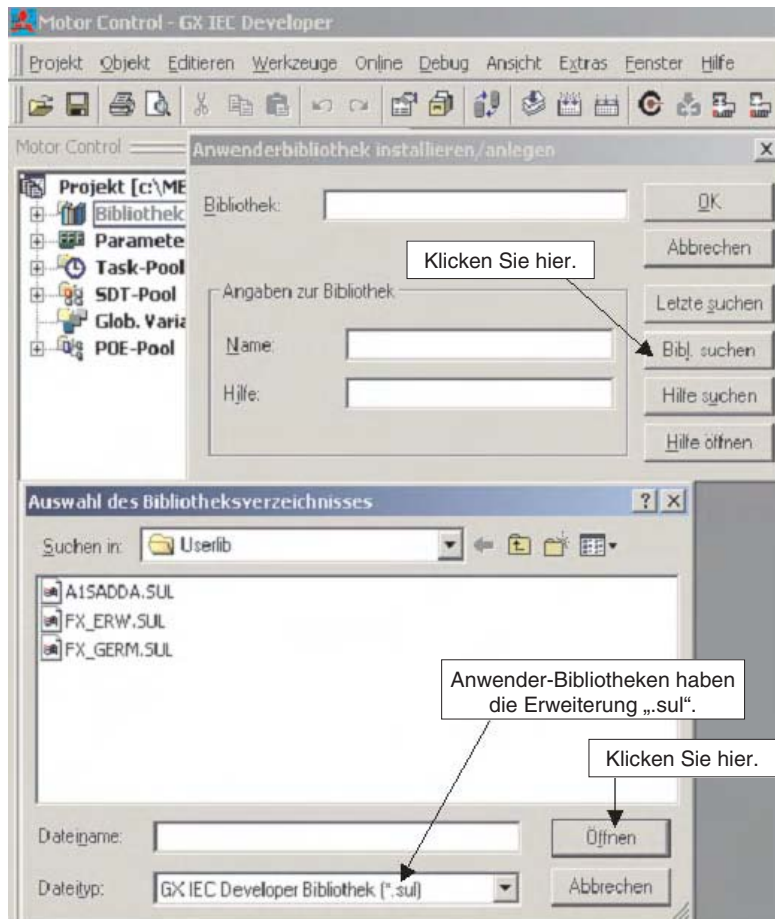 Motor Control - GX IEC Developer
Projekt Objekt Editieren Werkzeuge Online Debug Ansicht Extras Fenster Hilfe
Motor Control
Anwenderbibliothek installieren/anlegen
Projekt [c:\ME
Bibliothek
Paramete
Task-Pool
SDT-Pool
Glob. Varia
POE-Pool
Bibliothek:
OK
Abbrechen
Klicken Sie hier.
Angaben zur Bibliothek
Letzte suchen
Name:
Bibl. suchen
Hilfe:
Hilfe suchen
Hilfe öffnen
Auswahl des Bibliotheksverzeichnisses
Suchen in:
Userlib
A1SADDA.SUL
FX_ERW.SUL
FX_GERM.SUL
Anwender-Bibliotheken haben
die Erweiterung „.sul“.
Klicken Sie hier.
Dateiname:
Öffnen
Dateityp:
GX IEC Developer Bibliothek (*.sul)
Abbrechen